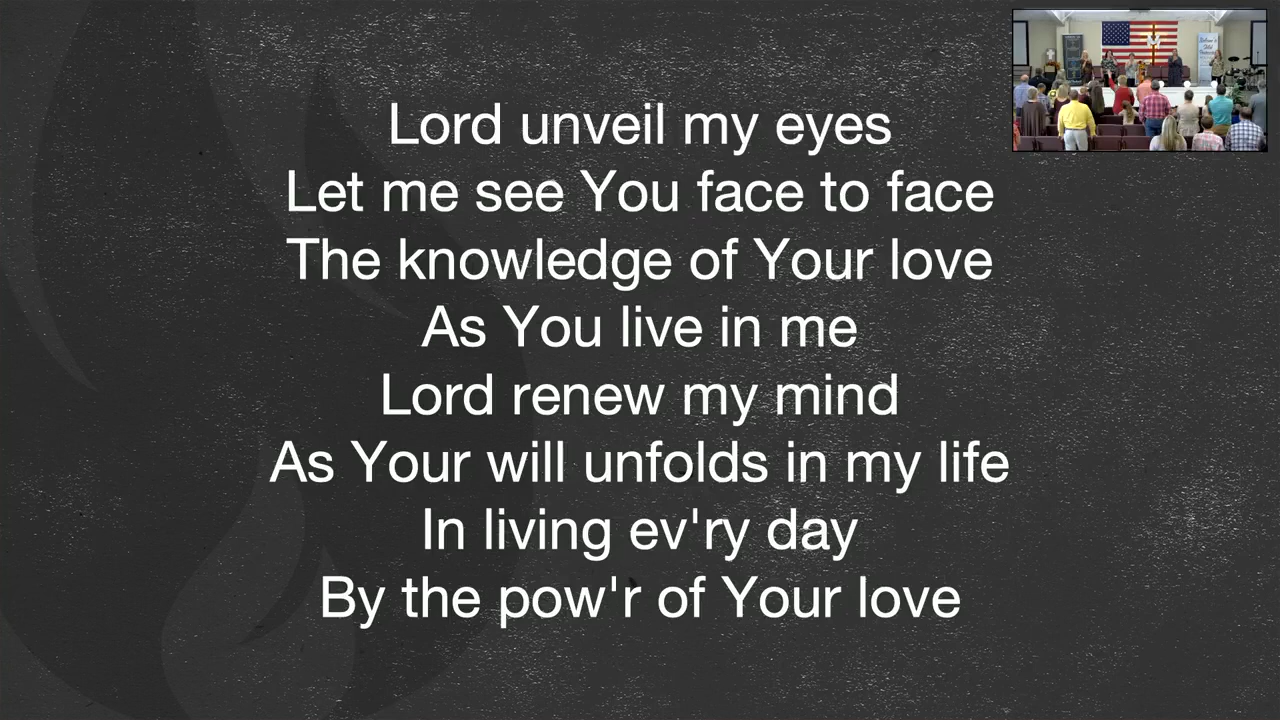 Lord unveil my eyes
Let me see You face to face
The knowledge of Your love
As You live in me
Lord renew my mind
As Your will unfolds in my life
In living ev'ry day
By the pow'r of Your love